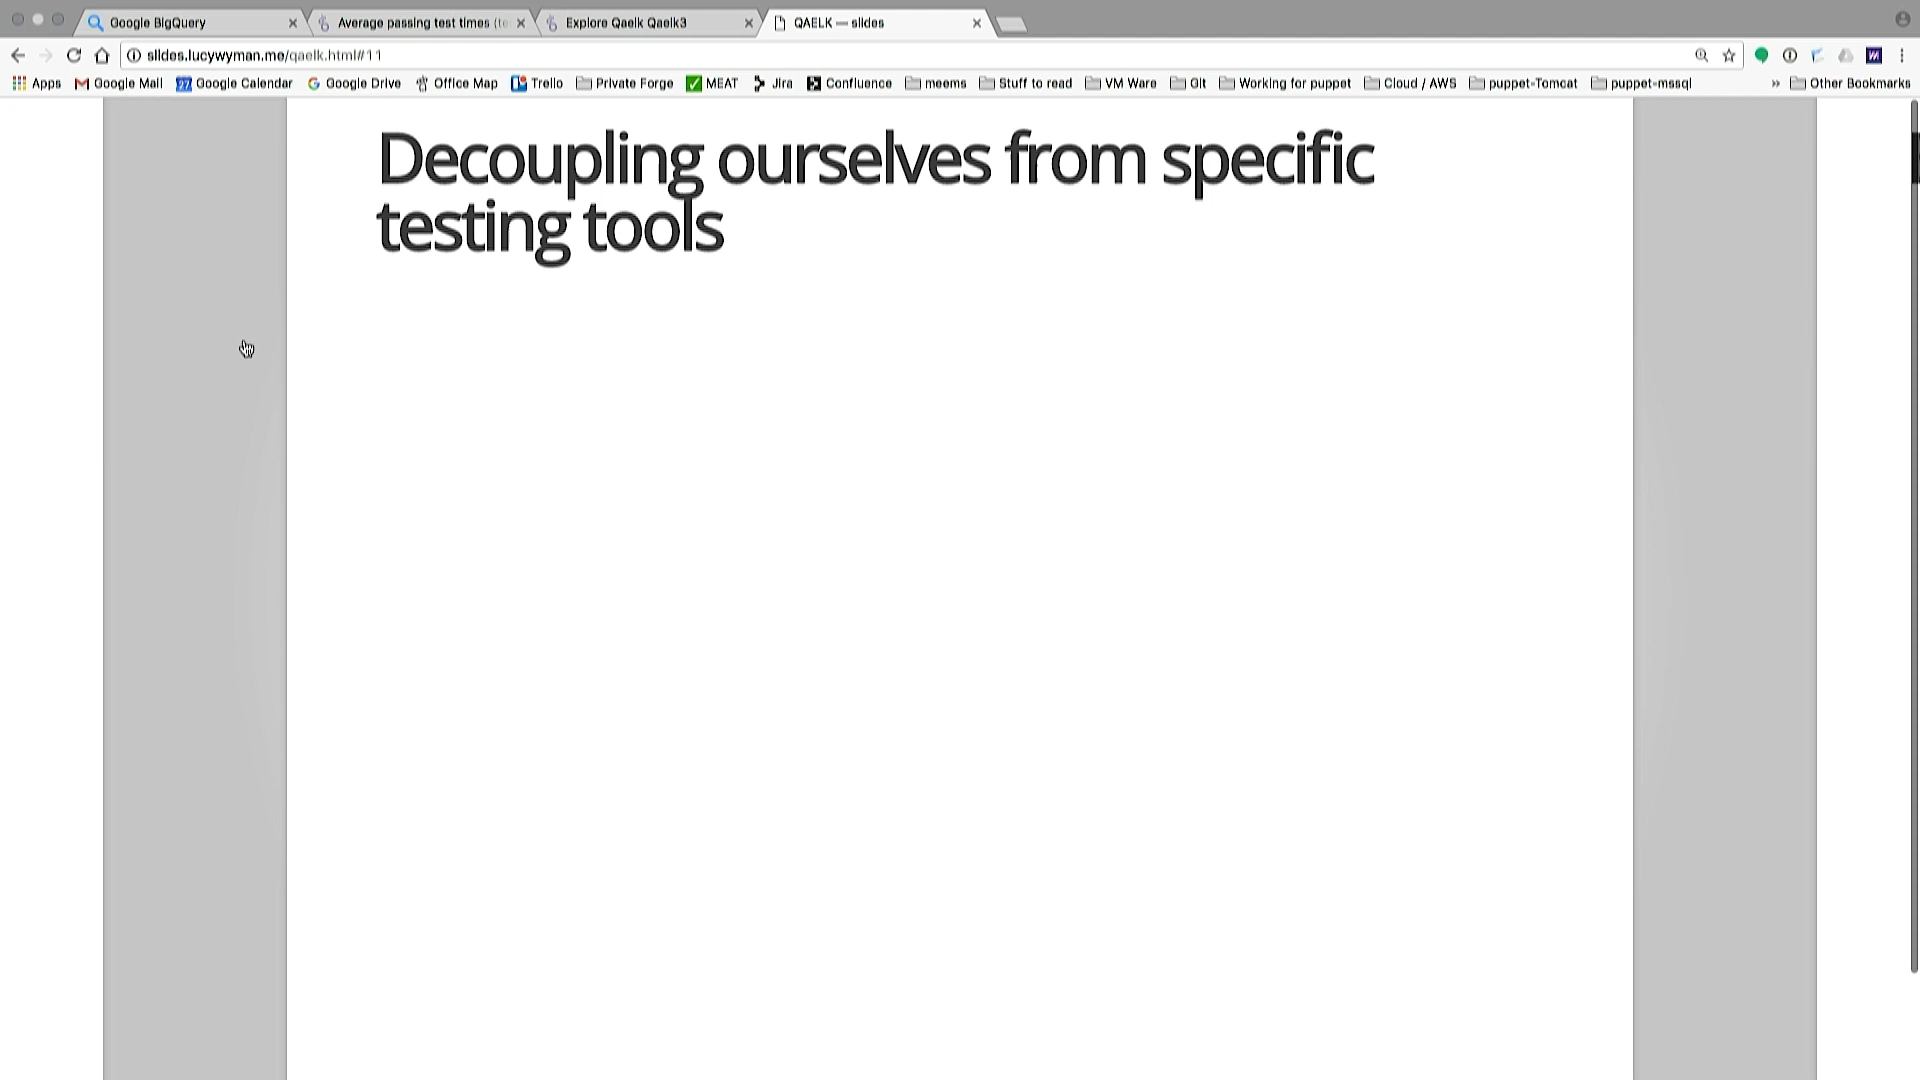 Google BigQuery
Average passing test times (te
Explore Qaelk Qaelk3
QAELK — slides
slides.lucywyman.me/qaelk.html#11
Apps
Google Mail
27
Google Calendar
Google Drive
Office Map
Trello
Private Forge
MEAT
Jira
Confluence
meems
Stuff to read
VM Ware
Git
Working for puppet
Cloud / AWS
puppet-Tomcat
puppet-mssql
»
Other Bookmarks
Decoupling ourselves from specific
testing tools